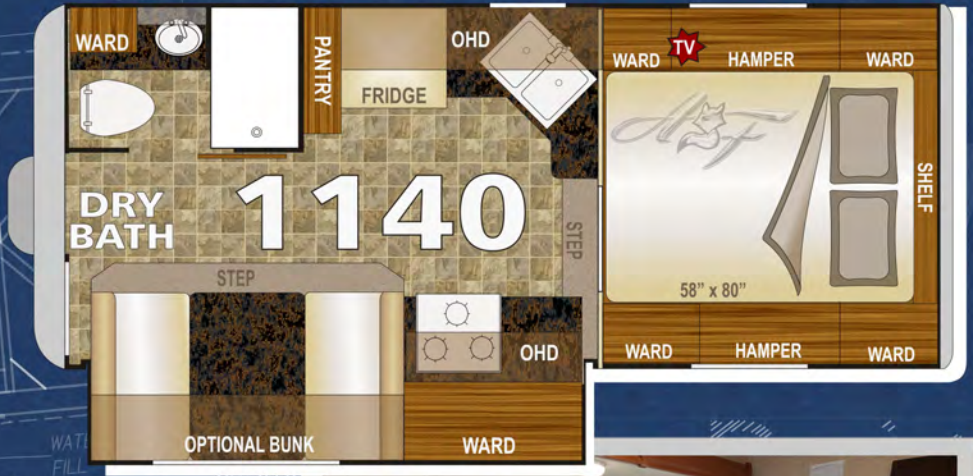 WARD
PANTRY
OHD
FRIDGE
WARD
TV
HAMPER
WARD
SHELF
DRY
BATH
1140
STEP
STEP
58" x 80"
OHD
WARD
HAMPER
WARD
OPTIONAL BUNK
WARD
FILL